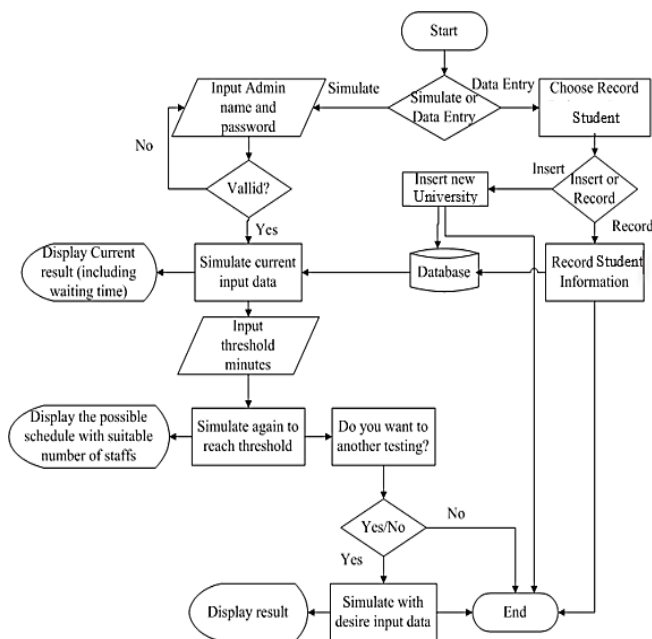 Start
Simulate or
Data Entry
Simulate
Data Entry
Input Admin
name and
password
Choose Record
Student
No
Vallid?
Yes
Insert
Insert or
Record
Record
Insert new
University
Display Current
result (including
waiting time)
Simulate current
input data
Database
Record Student
Information
Input
threshold
minutes
Display the possible
schedule with suitable
number of staffs
Simulate again to
reach threshold
Do you want to
another testing?
Yes/No
No
Yes
Display result
Simulate with
desire input data
End